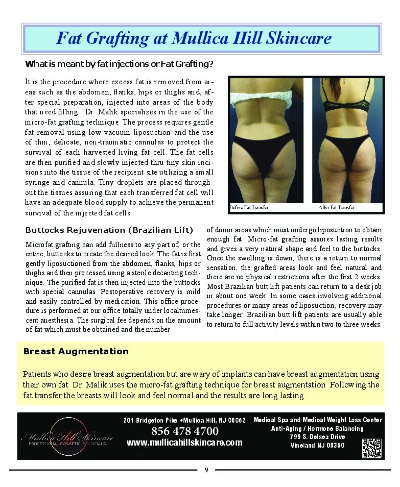 Fat Grafting at Mullica Hill Skincare
What is meant by fat injections or Fat Grafting?
It is the procedure where excess fat is removed from ar-
eas such as the abdomen, flanks, hips or thighs and, af-
ter special preparation, injected into areas of the body
that need filling. Dr. Malik specializes in the use of the
micro-fat grafting technique. The process requires gentle
fat removal using low vacuum liposuction and the use
of thin, delicate, non-traumatic cannulas to protect the
survival of each harvested living fat cell. The fat cells
are then purified and slowly injected thru tiny skin inci-
sions into the tissue of the recipient site utilizing a small
syringe and cannula. Tiny droplets are placed through-
out the tissues assuring that each transferred fat cell will
have an adequate blood supply to achieve the permanent
survival of the injected fat cells.
Before Fat Transfer
After Fat Transfer
Buttocks Rejuvenation (Brazilian Lift)
Microfat grafting can add fullness to any part of, or the
entire, buttocks to create the desired look. The fat is first
gently liposuctioned from the abdomen, flanks, hips or
thighs and then processed using a sterile decanting tech-
nique. The purified fat is then injected into the buttocks
with special cannulas. Postoperative recovery is mild
and easily controlled by medication. This office proce-
dure is performed at our office totally under local/tumes-
cent anesthesia. The surgical fee depends on the amount
of fat which must be obtained and the number
of donor areas which must undergo liposuction to obtain
enough fat. Micro-fat grafting assures lasting results
and gives a very natural shape and feel to the buttocks.
Once the swelling is down, there is a return to normal
sensation, the grafted areas look and feel natural and
there are no physical restrictions after the first 2 weeks.
Most Brazilian butt lift patients can return to a desk job
in about one week. In some cases involving additional
procedures or many areas of liposuction, recovery may
take longer. Brazilian butt lift patients are usually able
to return to full activity levels within two to three weeks.
Breast Augmentation
Patients who desire breast augmentation but are wary of implants can have breast augmentation using
their own fat. Dr. Malik uses the micro-fat grafting technique for breast augmentation. Following the
fat transfer the breasts will look and feel normal and the results are long lasting.
Mullica Hill Skincare
201 Bridgeton Pike • Mullica Hill, NJ 08062
856 478 4700
www.mullicahillskincare.com
Medical Spa and Medical Weight Loss Center
Anti-Aging / Hormone Balancing
795 S. Delsea Drive
Vineland NJ 08360
9